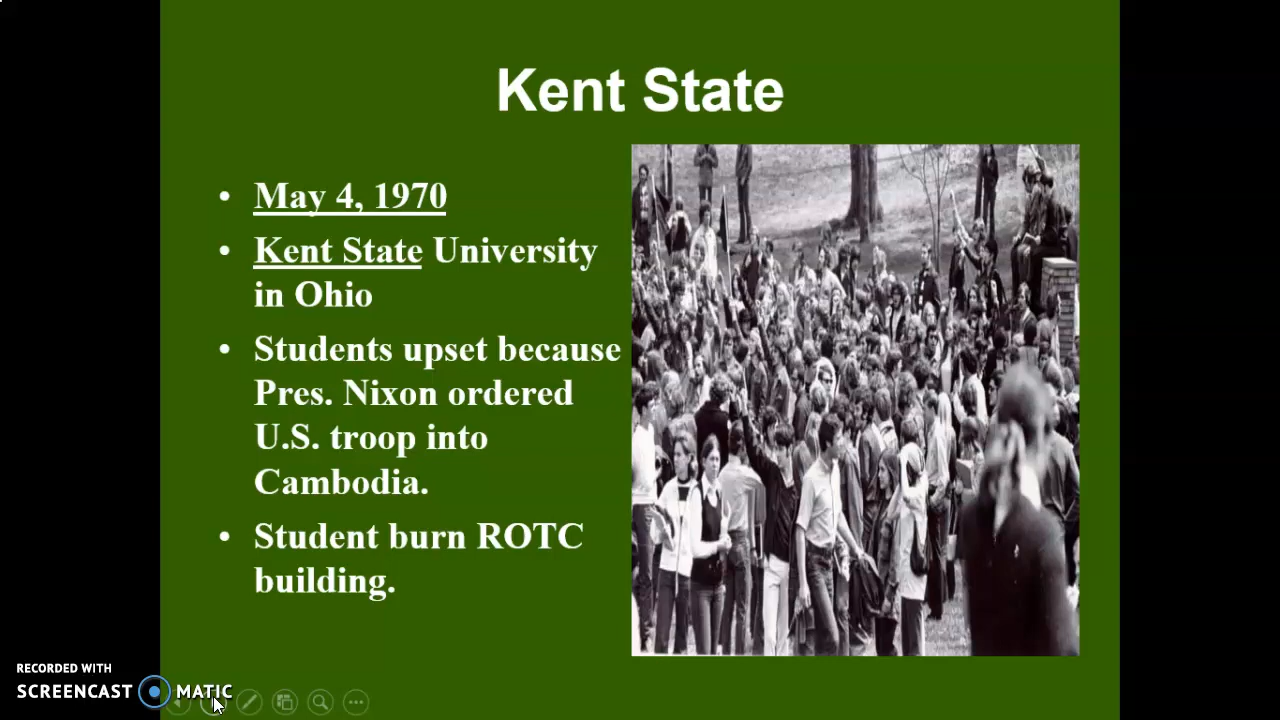 Kent State
• May 4, 1970
• Kent State University
in Ohio
• Students upset because
Pres. Nixon ordered
U.S. troop into
Cambodia.
• Student burn ROTC
building.
RECORDED WITH
SCREENCAST MATIC